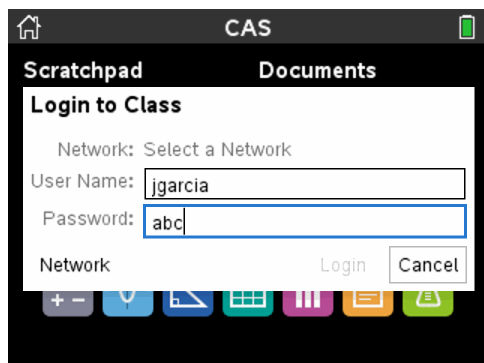 CAS
Scratchpad Documents
Login to Class
Network: Select a Network
User Name: jgarcia
Password: abc
Network Login Cancel